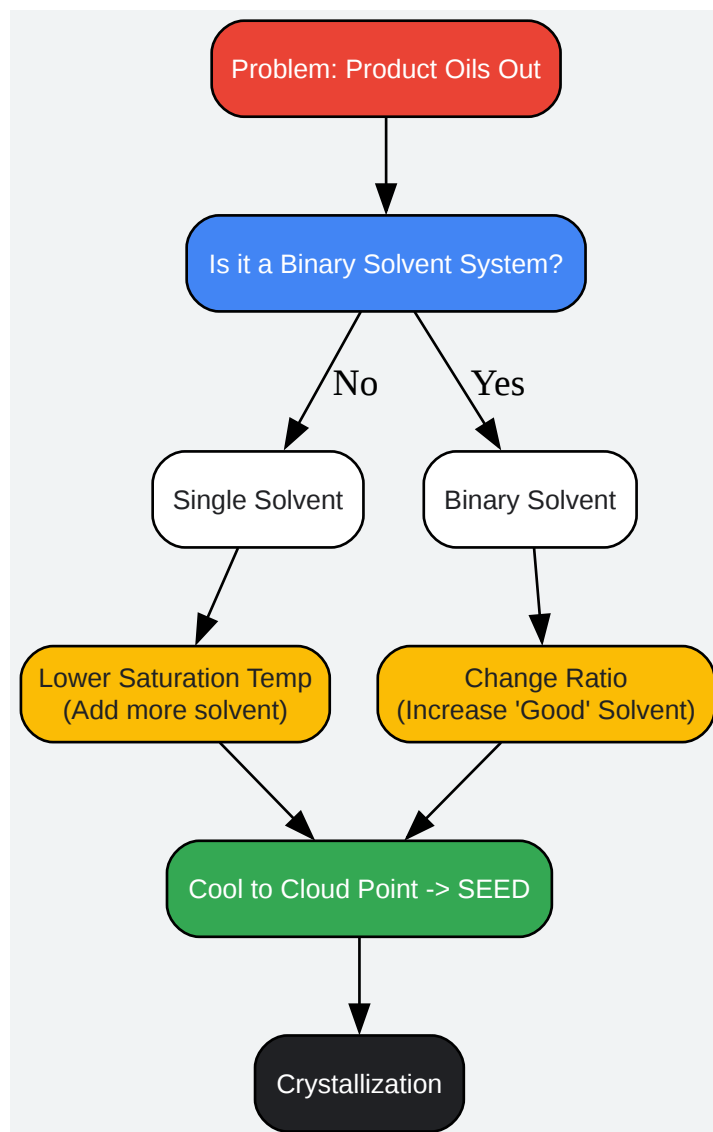 Problem: Product Oils Out
Is it a Binary Solvent System?
No
Yes
Single Solvent
Binary Solvent
Lower Saturation Temp
(Add more solvent)
Change Ratio
(Increase 'Good' Solvent)
Cool to Cloud Point -> SEED
Crystallization